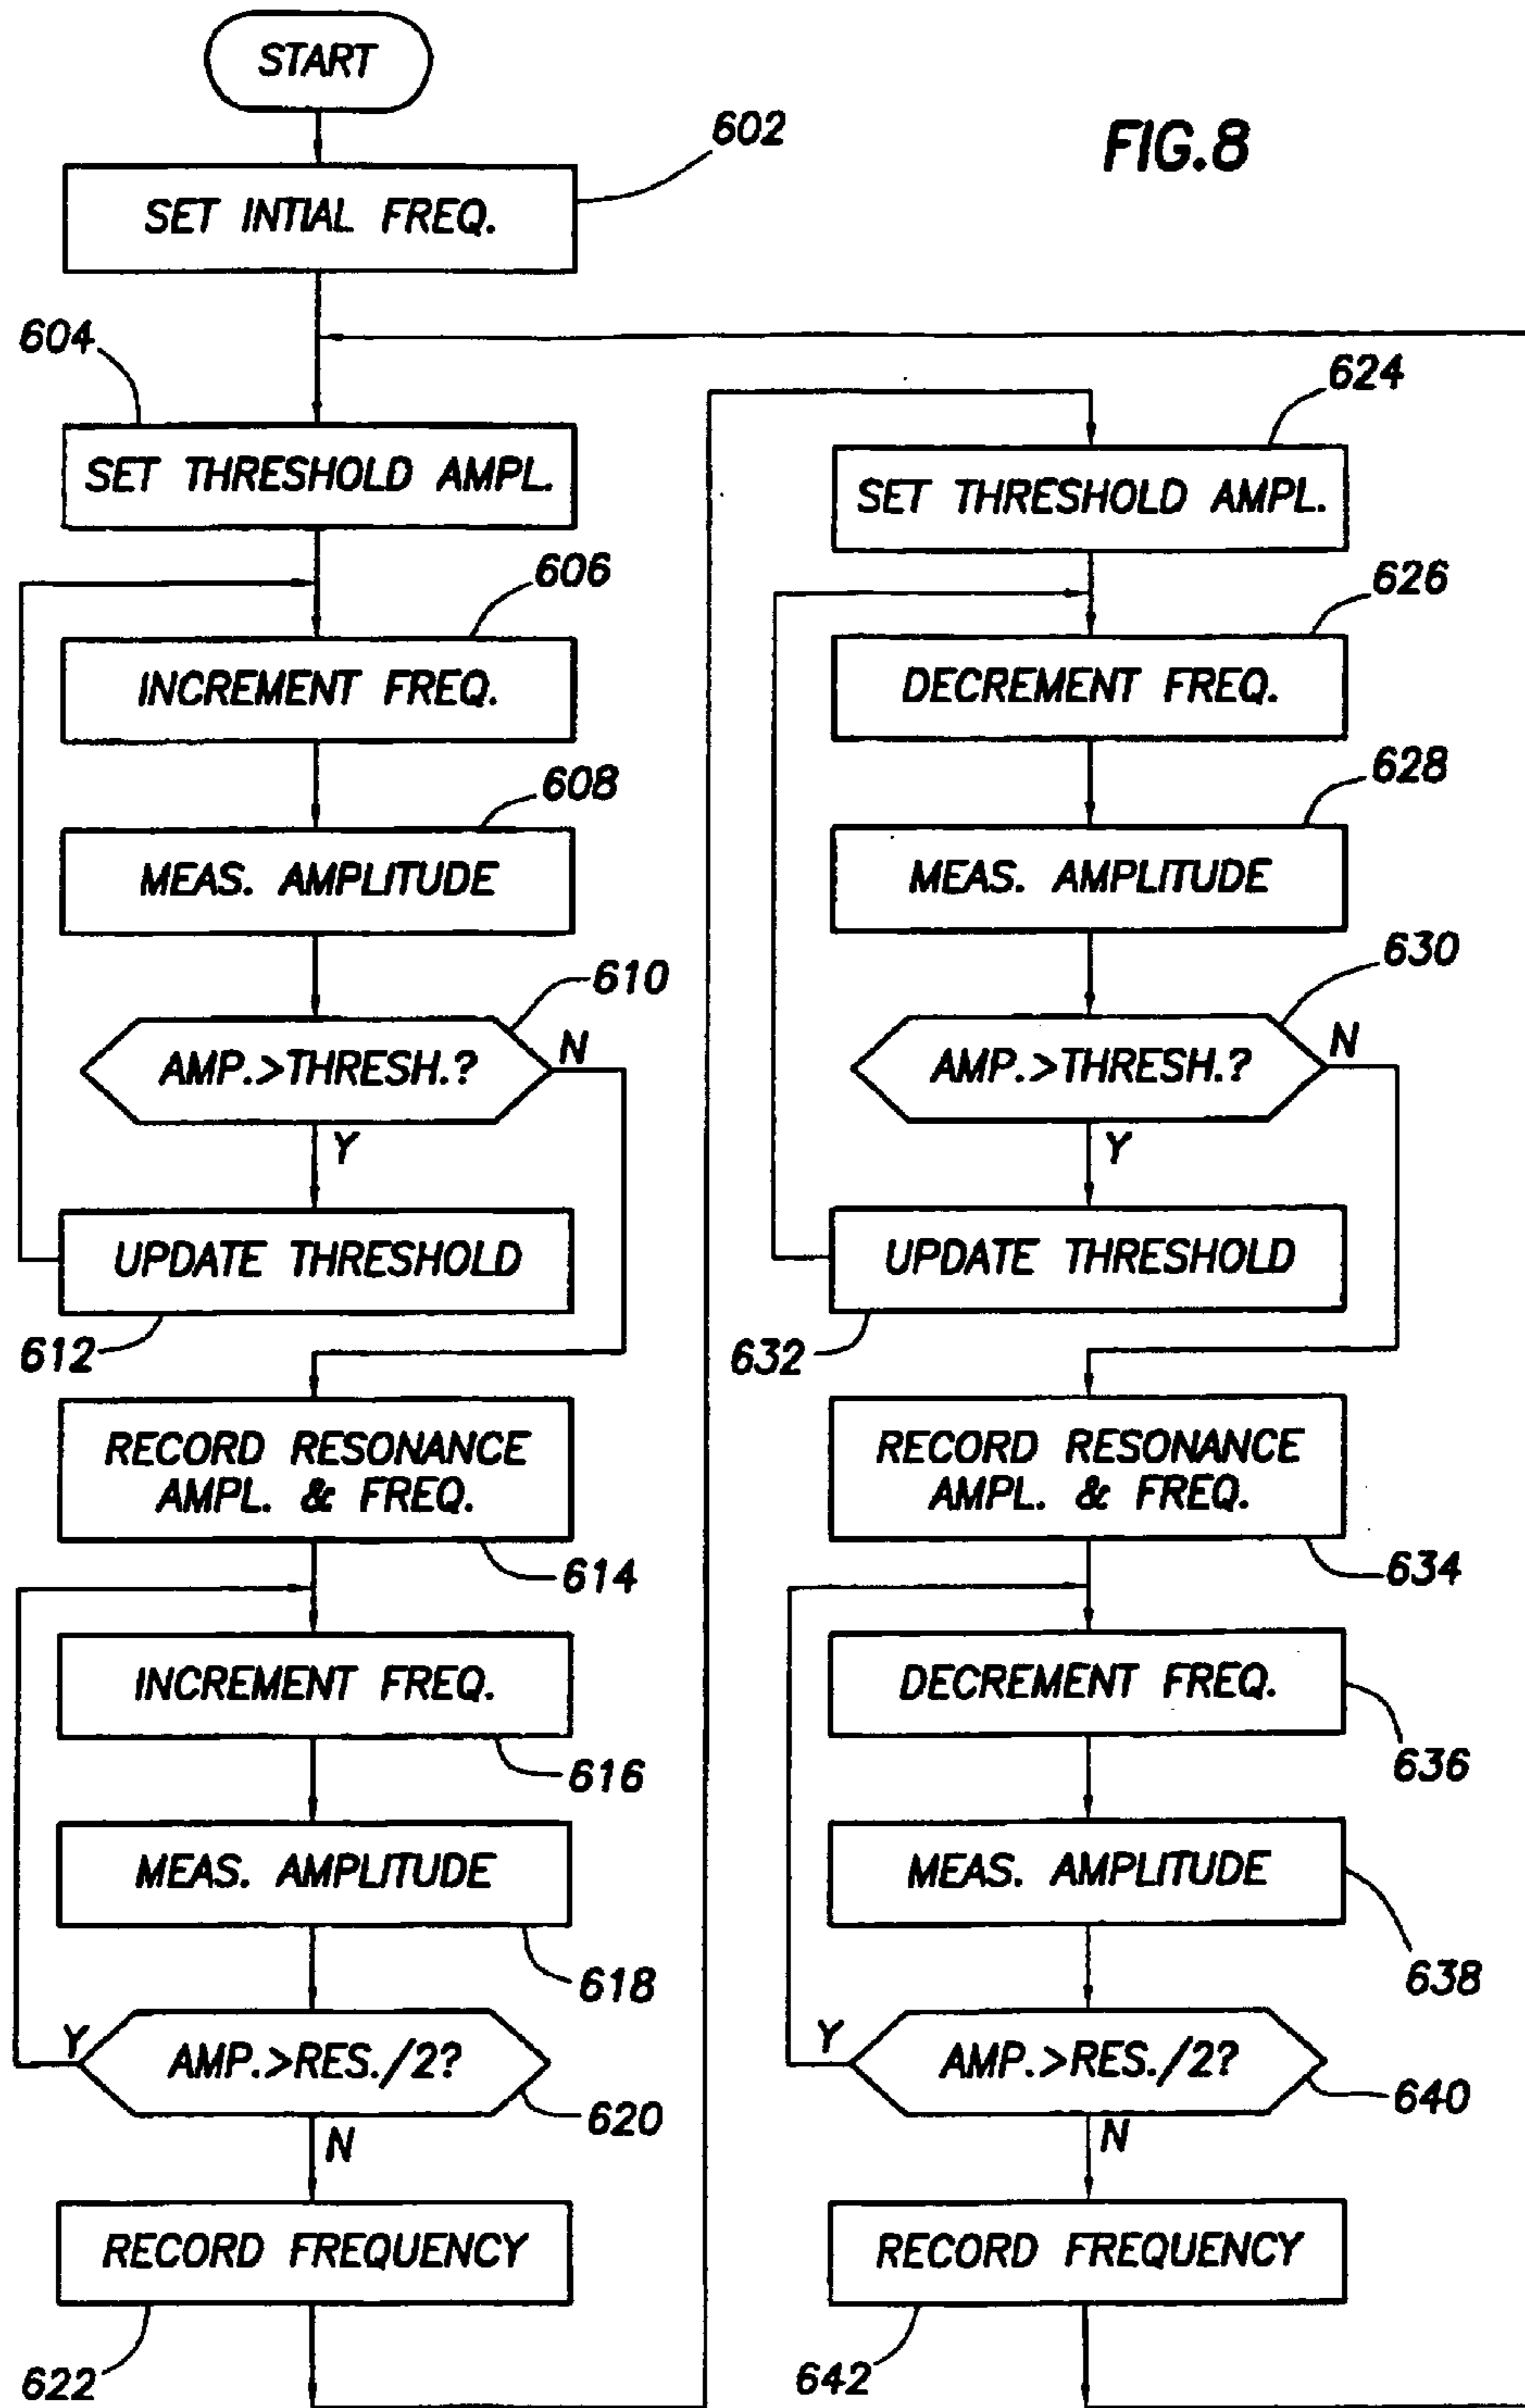 START
FIG.8
602
SET INTIAL FREQ.
604
SET THRESHOLD AMPL.
606
INCREMENT FREQ.
608
MEAS. AMPLITUDE
610
AMP.>THRESH.?
N
Y
UPDATE THRESHOLD
612
RECORD RESONANCE
AMPL. & FREQ.
614
INCREMENT FREQ.
616
MEAS. AMPLITUDE
618
Y
AMP.>RES./2?
620
N
RECORD FREQUENCY
622
624
SET THRESHOLD AMPL.
626
DECREMENT FREQ.
628
MEAS. AMPLITUDE
630
AMP.>THRESH.?
N
Y
UPDATE THRESHOLD
632
RECORD RESONANCE
AMPL. & FREQ.
634
DECREMENT FREQ.
636
MEAS. AMPLITUDE
638
Y
AMP.>RES./2?
640
N
RECORD FREQUENCY
642